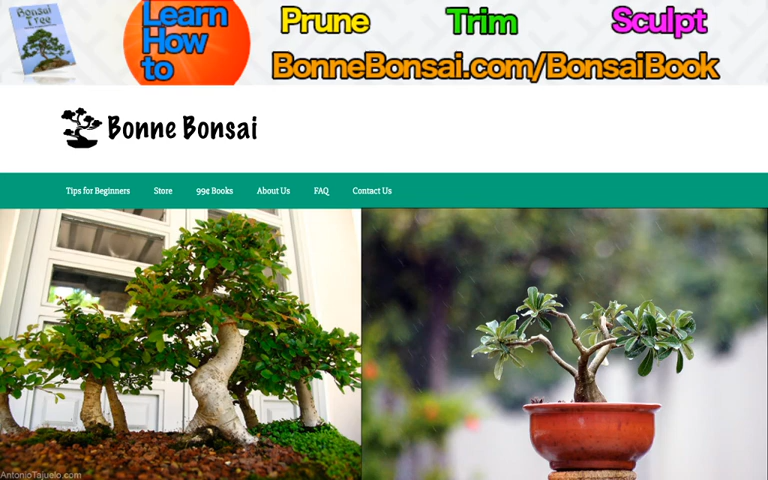 Bonsai
Tree
Learn
How
to
Prune Trim Sculpt
BonneBonsai.com/BonsaiBook
Bonne Bonsai
Tips for Beginners Store 99¢ Books About Us FAQ Contact Us
AntonioTajuelo.com